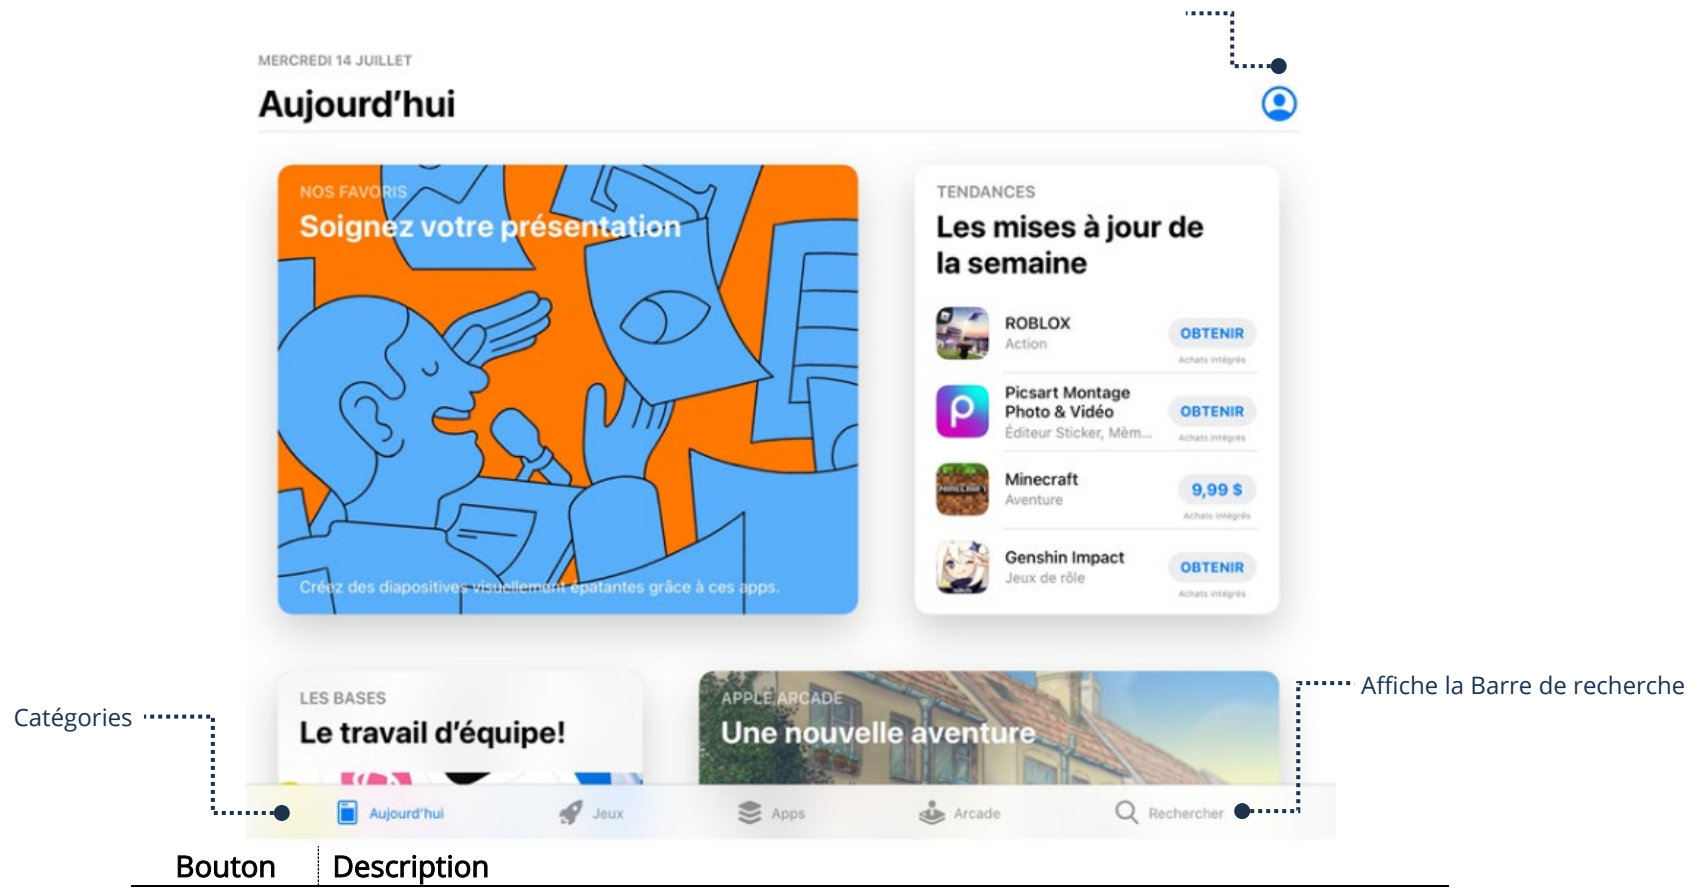 MERCREDI 14 JUILLET
Aujourd'hui
NOS FAVORIS
Soignez votre présentation
Créez des diapositives visuellement épatantes grâce à ces apps.
TENDANCES
Les mises à jour de
la semaine
ROBLOX
Action
OBTENIR
Achats intégrés
Picsart Montage
Photo & Vidéo
Éditeur Sticker, Mèm...
OBTENIR
Achats intégrés
Minecraft
Aventure
9,99 $
Achats intégrés
Genshin Impact
Jeux de rôle
OBTENIR
Achats intégrés
LES BASES
Le travail d'équipe!
APPLE ARCADE
Une nouvelle aventure
Affiche la Barre de recherche
Catégories
Aujourd'hui
Jeux
Apps
Arcade
Rechercher
Bouton
Description